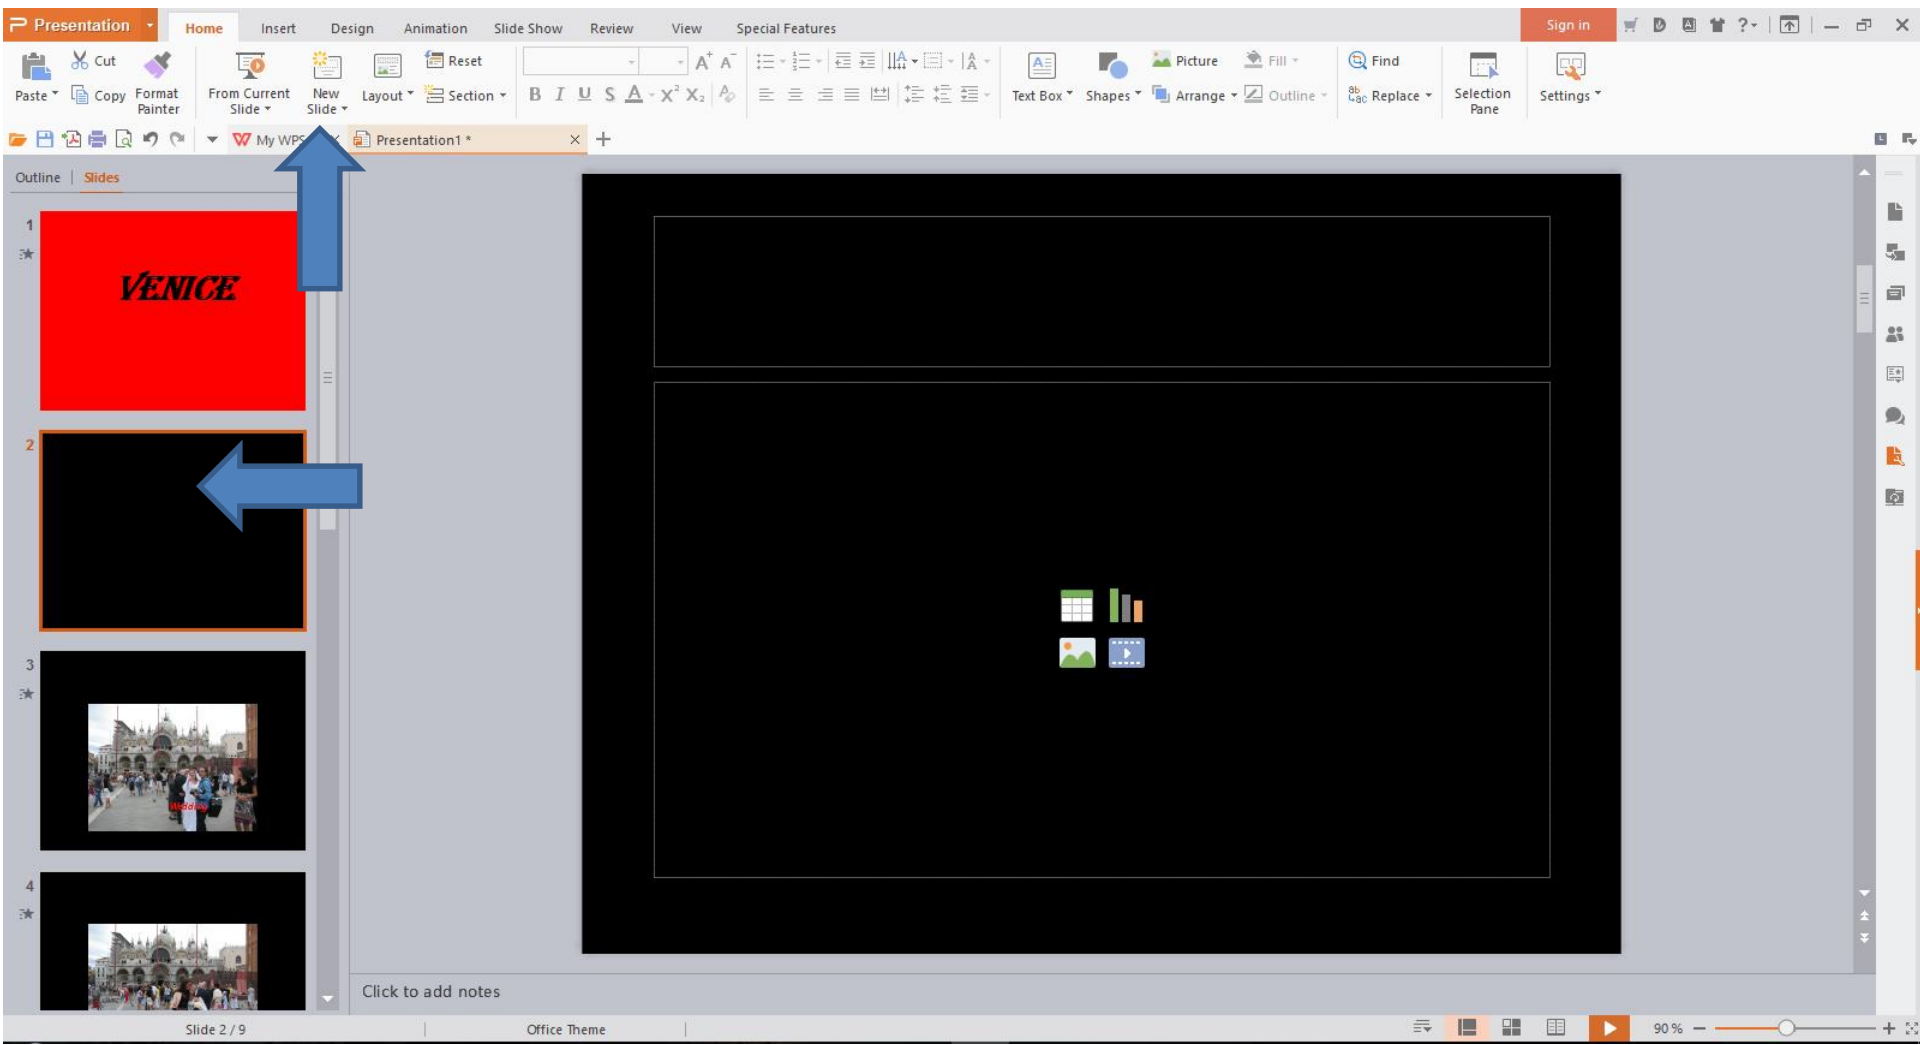 Presentation
Home Insert Design Animation Slide Show Review View Special Features
Sign in
Paste Cut Copy Format Painter
From Current Slide
New Slide
Layout Reset Section
Text Box Shapes Picture Arrange Fill Outline
Find Replace
Selection Pane
Settings
My WPS
Presentation1 *
Outline | Slides
1
VENICE
2
3
Wedding
4
Click to add notes
Slide 2 / 9
Office Theme
90 %